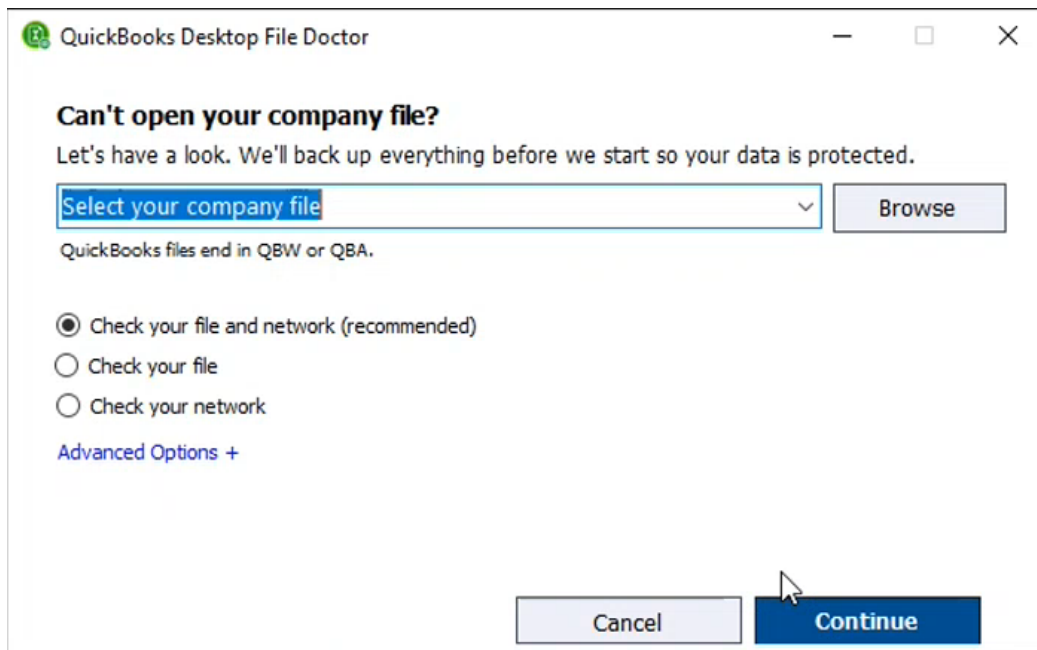 QuickBooks Desktop File Doctor
Can't open your company file?
Let's have a look. We'll back up everything before we start so your data is protected.
Select your company file
Browse
QuickBooks files end in QBW or QBA.
Check your file and network (recommended)
Check your file
Check your network
Advanced Options +
Cancel
Continue